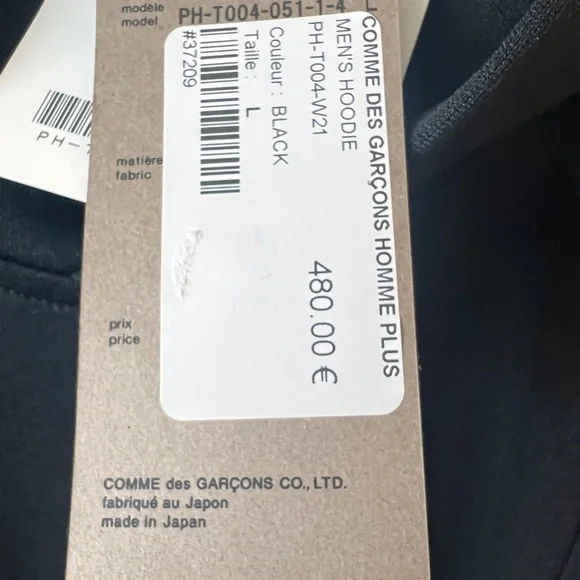 modèle
model
PH-T004-051-1-4
L
COMME DES GARÇONS HOMME PLUS
MEN'S HOODIE
PH-T004-W21
480.00 €
Couleur : BLACK
Taille : L
#37209
PH-
matière
fabric
prix
price
COMME des GARÇONS CO., LTD.
fabriqué au Japon
made in Japan